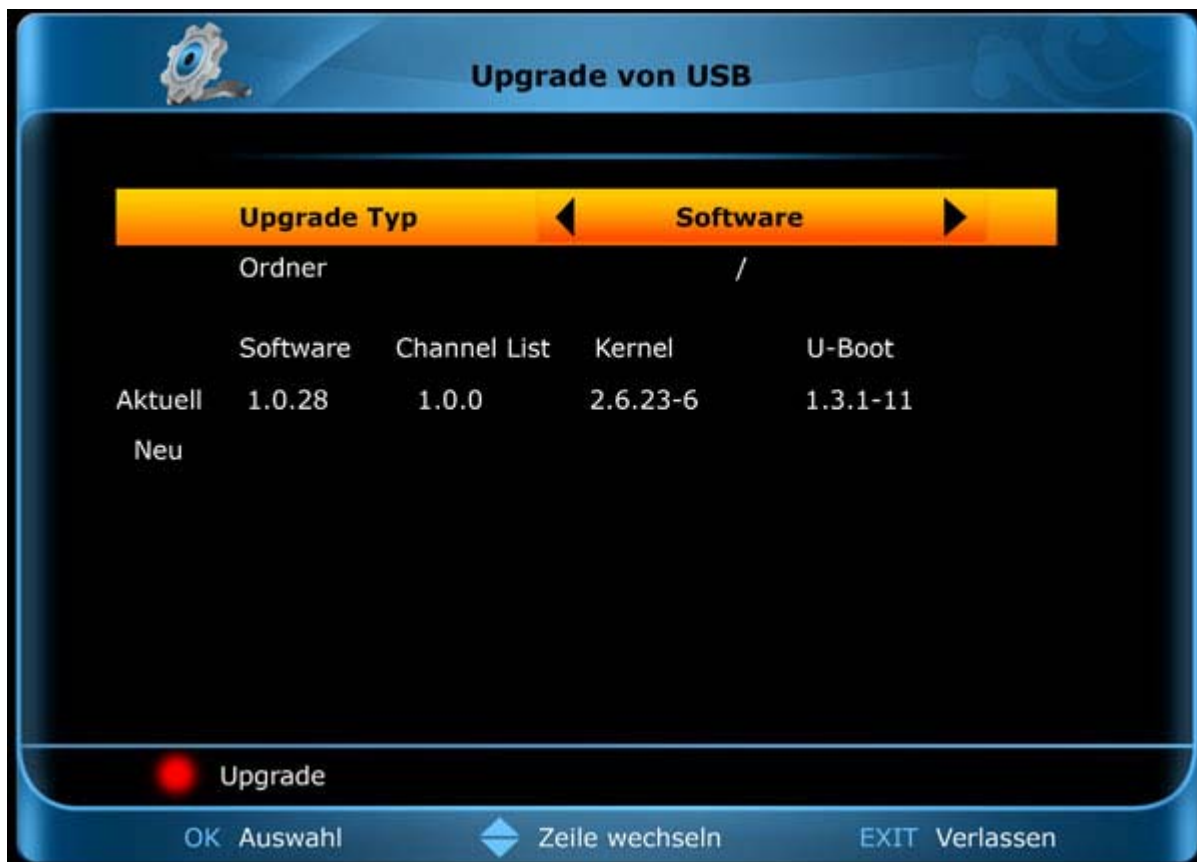 Upgrade von USB
Upgrade Typ Software
Ordner /
Software Channel List Kernel U-Boot
Aktuell 1.0.28 1.0.0 2.6.23-6 1.3.1-11
Neu
Upgrade
OK Auswahl Zeile wechseln EXIT Verlassen